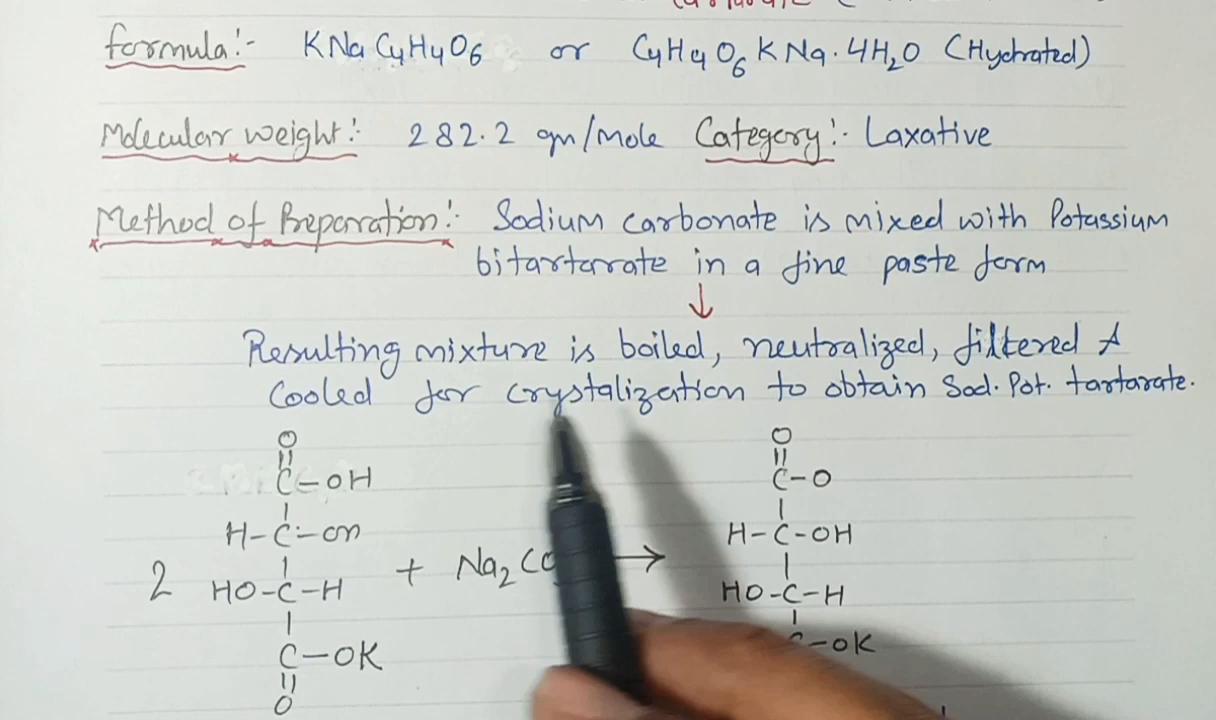 Formula:- KNaC4H4O6 or C4H4O6KNa.4H2O (Hydrated)
Molecular weight:- 282.2 gm/mole Category:- Laxative
Method of Preparation:- Sodium carbonate is mixed with Potassium
bitartarate in a fine paste form
↓
Resulting mixture is boiled, neutralized, filtered &
Cooled for crystalization to obtain Sod. Pot. tartarate.
O O
C-OH C-O
H-C-OH H-C-OH
2 HO-C-H + Na2CO → HO-C-H
C-OK C-OK
O